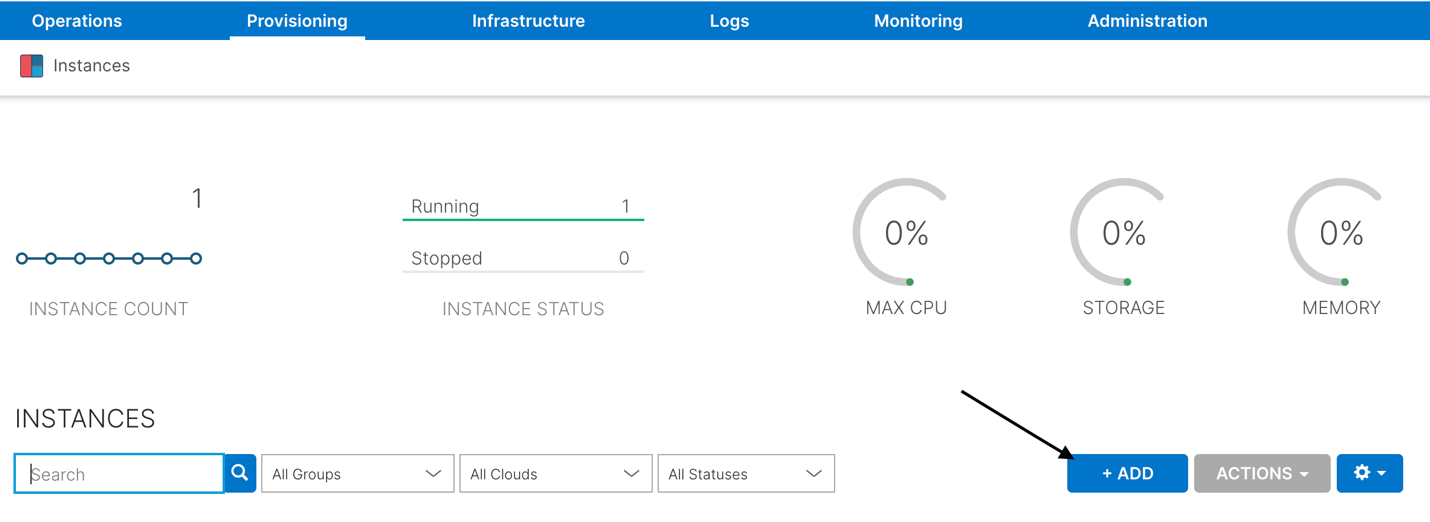 Operations Provisioning Infrastructure Logs Monitoring Administration
Instances
1
INSTANCE COUNT
Running 1
Stopped 0
INSTANCE STATUS
0%
MAX CPU
0%
STORAGE
0%
MEMORY
INSTANCES
Search All Groups All Clouds All Statuses + ADD ACTIONS